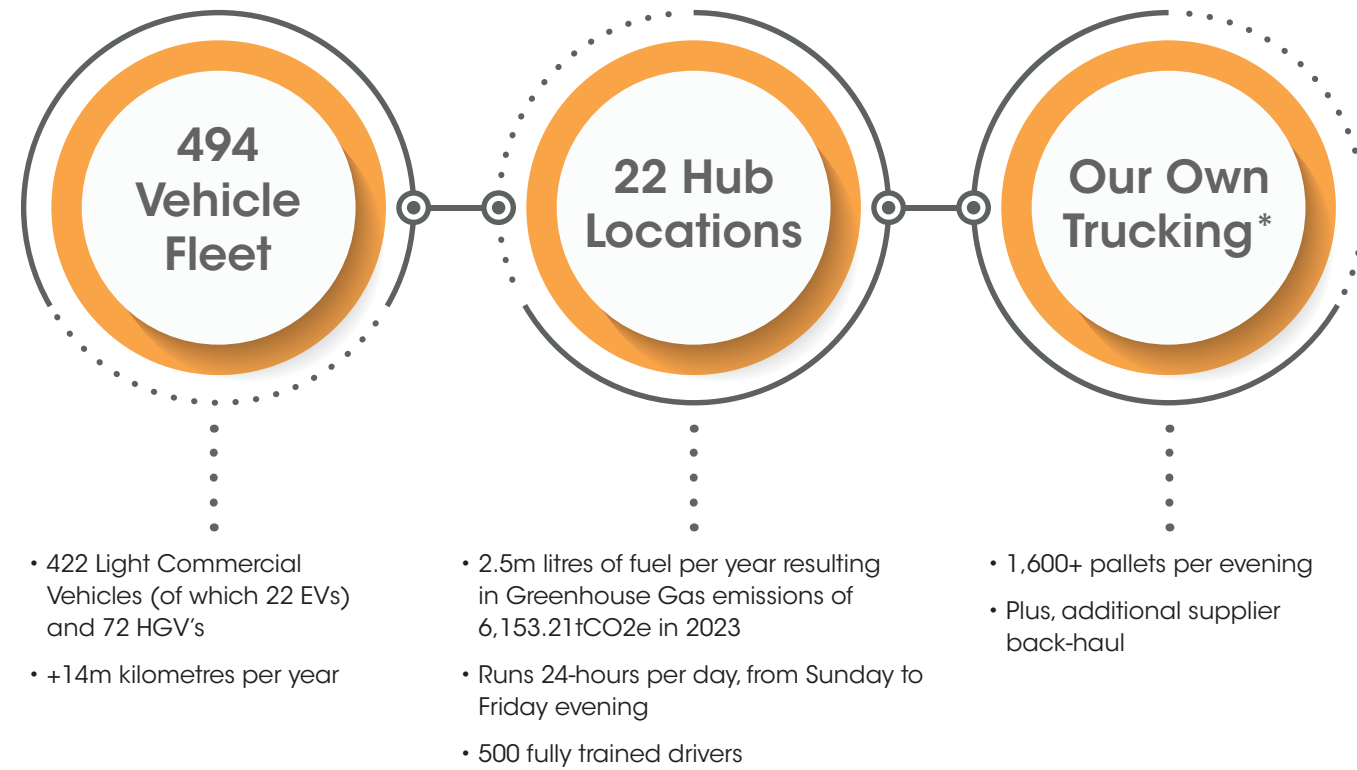 494
Vehicle
Fleet
22 Hub
Locations
Our Own
Trucking*
• 422 Light Commercial
Vehicles (of which 22 EVs)
and 72 HGV's
• +14m kilometres per year
• 2.5m litres of fuel per year resulting
in Greenhouse Gas emissions of
6,153.21tCO2e in 2023
• Runs 24-hours per day, from Sunday to
Friday evening
• 500 fully trained drivers
• 1,600+ pallets per evening
• Plus, additional supplier
back-haul